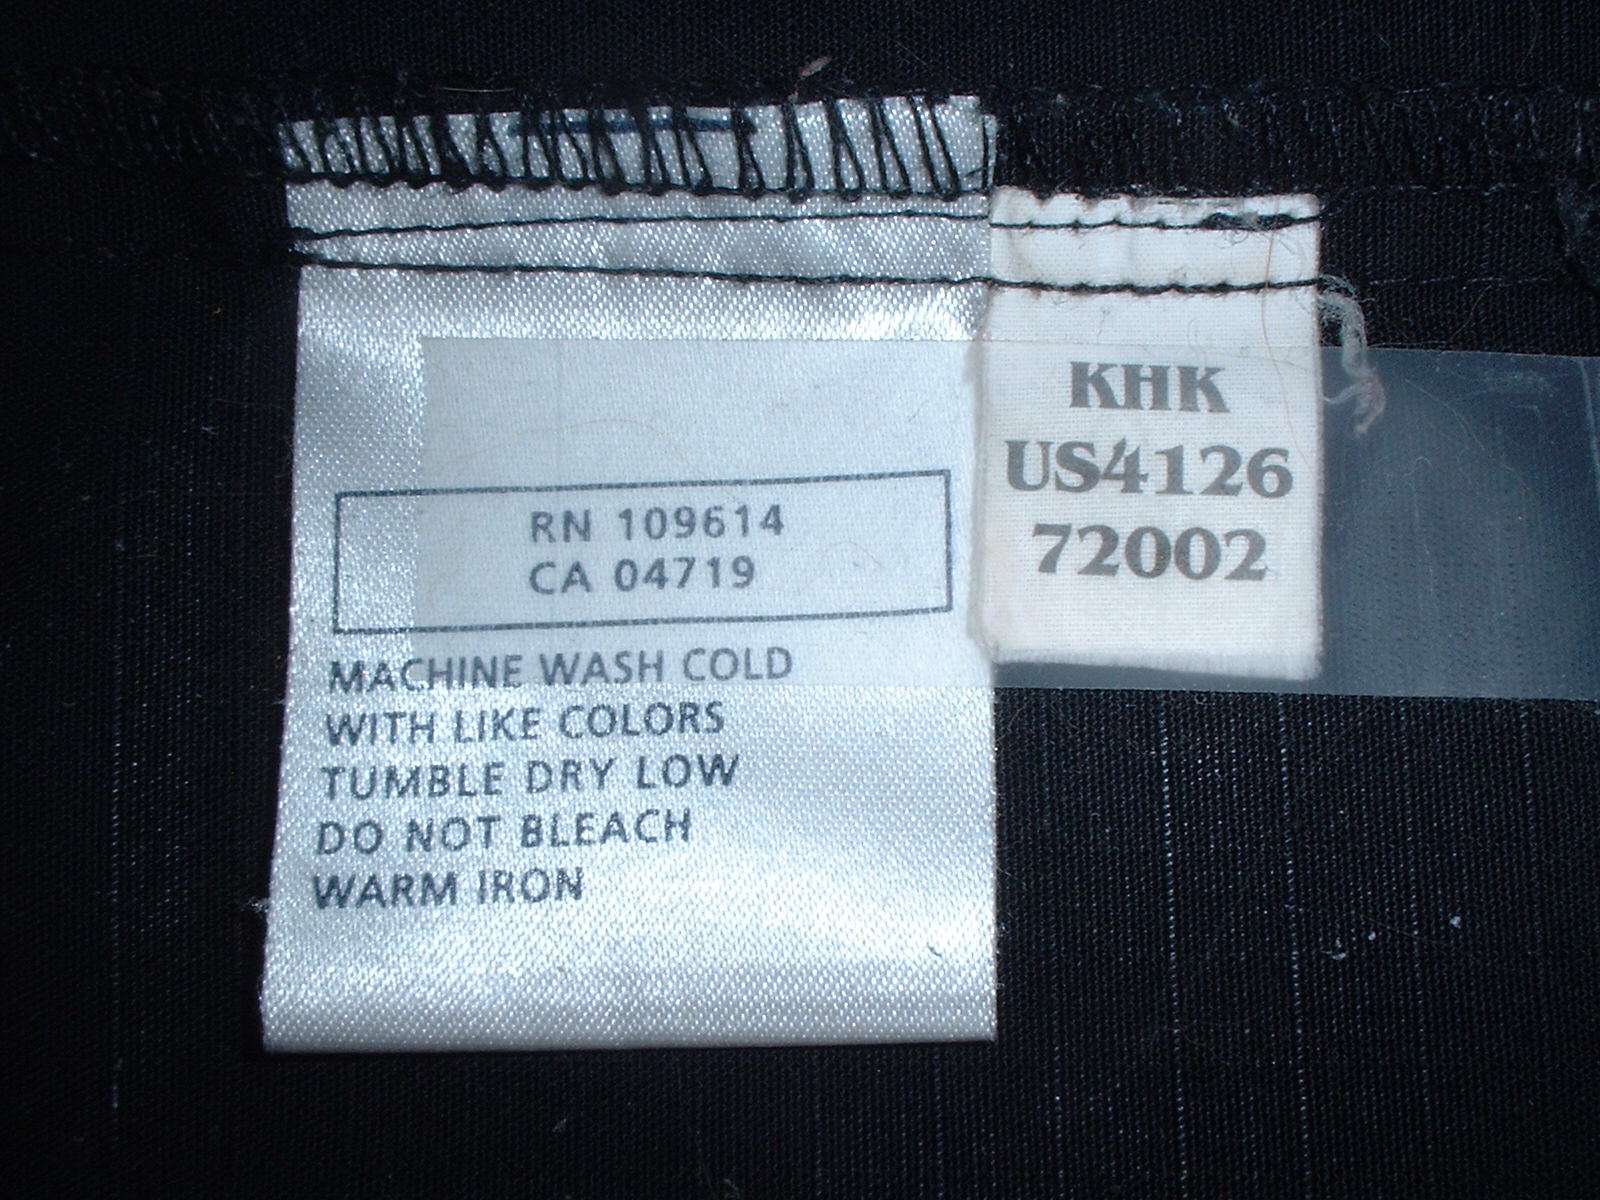 RN 109614
CA 04719
MACHINE WASH COLD
WITH LIKE COLORS
TUMBLE DRY LOW
DO NOT BLEACH
WARM IRON
KHK
US4126
72002